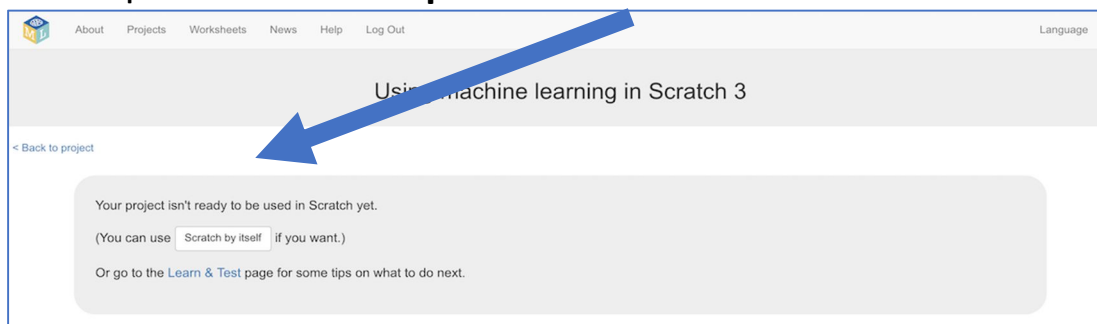 About Projects Worksheets News Help Log Out Language
Using machine learning in Scratch 3
< Back to project
Your project isn't ready to be used in Scratch yet.
(You can use Scratch by itself if you want.)
Or go to the Learn & Test page for some tips on what to do next.